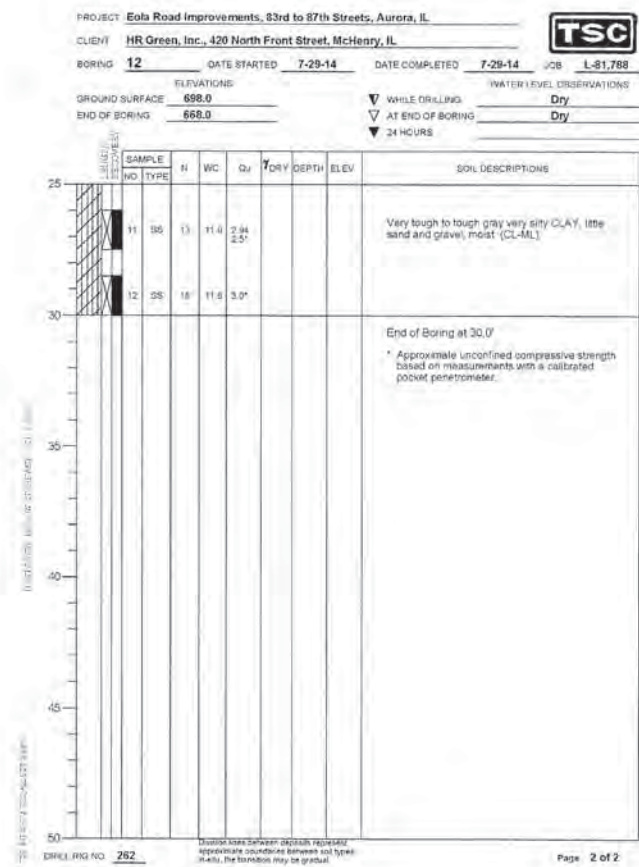 PROJECT Eola Road Improvements, 83rd to 87th Streets, Aurora, IL
TSC
CLIENT HR Green, Inc., 420 North Front Street, McHenry, IL
BORING 12 DATE STARTED 7-29-14 DATE COMPLETED 7-29-14 JOB L-81,788
ELEVATIONS WATER LEVEL OBSERVATIONS
GROUND SURFACE 698.0 ▼ WHILE DRILLING Dry
END OF BORING 668.0 ▽ AT END OF BORING Dry
▼ 24 HOURS
LENGTH
RECOVERY
SAMPLE
NO. TYPE N WC Qu γDRY DEPTH ELEV. SOIL DESCRIPTIONS
25
11 SS 13 11.0 2.94
2.5*
Very tough to tough gray very silty CLAY, little
sand and gravel, moist (CL-ML)
12 SS 18 11.6 3.0*
30
End of Boring at 30.0'
* Approximate unconfined compressive strength
based on measurements with a calibrated
pocket penetrometer.
35
40
45
50
DRILL RIG NO. 262
Division lines between deposits represent
approximate boundaries between soil types
in-situ, the transition may be gradual.
Page 2 of 2